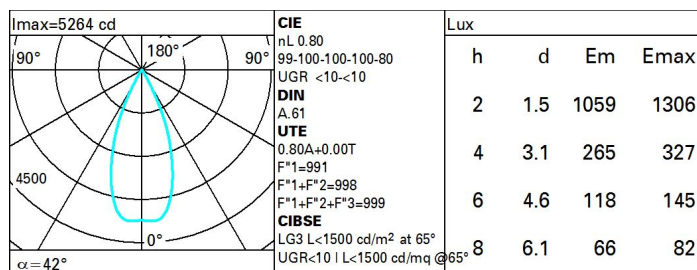 Imax=5264 cd
90°
180°
90°
4500
0°
α=42°
CIE
nL 0.80
99-100-100-100-80
UGR <10-<10
DIN
A.61
UTE
0.80A+0.00T
F"1=991
F"1+F"2=998
F"1+F"2+F"3=999
CIBSE
LG3 L<1500 cd/m² at 65°
UGR<10 | L<1500 cd/mq @65°
Lux
h d Em Emax
2 1.5 1059 1306
4 3.1 265 327
6 4.6 118 145
8 6.1 66 82